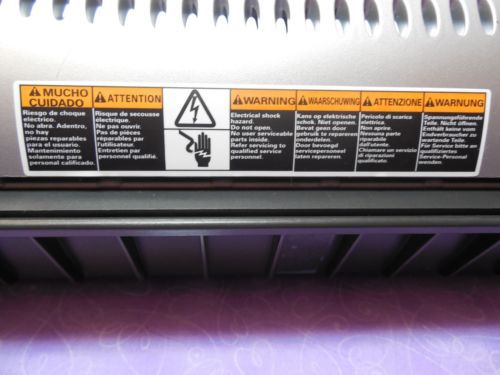 MUCHO
CUIDADO
Riesgo de choque
eléctrico.
No abra. Adentro,
no hay
piezas reparables
para el usuario.
Mantenimiento
solamente por
personal calificado.
ATTENTION
Risque de secousse
électrique.
Ne pas ouvrir.
Pas de pièces
réparables par
l'utilisateur.
Entretien par
personnel qualifié.
WARNING
Electrical shock
hazard.
Do not open.
No user serviceable
parts inside.
Refer servicing to
qualified service
personnel.
WAARSCHUWING
Kans op elektrische
schok. Niet openen.
Bevat geen door
gebruik te repareren
onderdelen.
Door bevoegd
servicepersoneel
laten repareren.
ATTENZIONE
Pericolo di scarica
elettrica.
Non aprire.
Nessuna parte
riparabile
dall'utente.
Chiamare un servizio
di riparazioni
qualificato.
WARNUNG
Spannungsführende
Teile. Nicht öffnen.
Enthält keine vom
Endverbraucher zu
wartende Teile.
Service bitte an
qualifiziertes
Service-Personal
wenden.